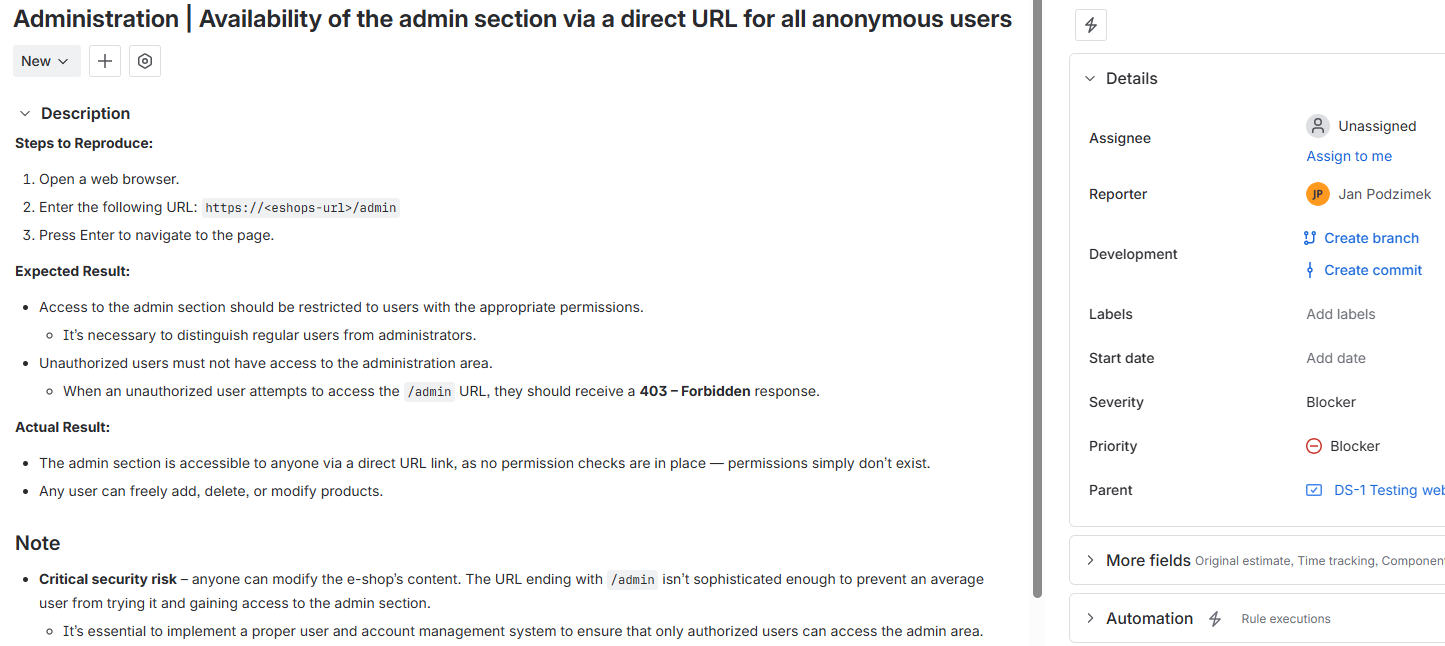 Administration | Availability of the admin section via a direct URL for all anonymous users
New
Description
Steps to Reproduce:
1. Open a web browser.
2. Enter the following URL: https://<eshops-url>/admin
3. Press Enter to navigate to the page.
Expected Result:
• Access to the admin section should be restricted to users with the appropriate permissions.
◦ It's necessary to distinguish regular users from administrators.
• Unauthorized users must not have access to the administration area.
◦ When an unauthorized user attempts to access the /admin URL, they should receive a 403 – Forbidden response.
Actual Result:
• The admin section is accessible to anyone via a direct URL link, as no permission checks are in place — permissions simply don't exist.
• Any user can freely add, delete, or modify products.
Note
• Critical security risk – anyone can modify the e-shop's content. The URL ending with /admin isn't sophisticated enough to prevent an average
user from trying it and gaining access to the admin section.
◦ It's essential to implement a proper user and account management system to ensure that only authorized users can access the admin area.
Details
Assignee
Unassigned
Assign to me
Reporter
JP Jan Podzimek
Development
Create branch
Create commit
Labels
Add labels
Start date
Add date
Severity
Blocker
Priority
Blocker
Parent
DS-1 Testing web
More fields Original estimate, Time tracking, Component
Automation Rule executions